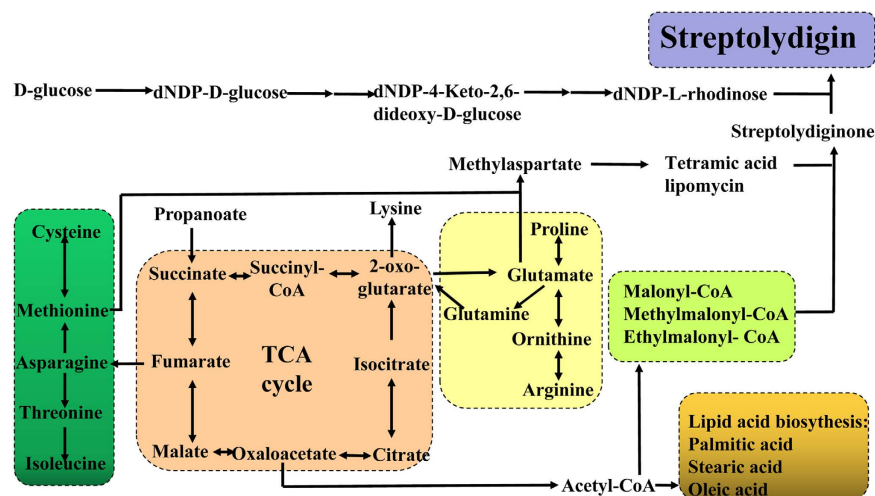 Streptolydigin
D-glucose
dNDP-D-glucose
dNDP-4-Keto-2,6-
dideoxy-D-glucose
dNDP-L-rhodinose
Streptolydiginone
Methylaspartate
Tetramic acid
lipomycin
Cysteine
Methionine
Asparagine
Threonine
Isoleucine
Propanoate
Lysine
Succinate
Succinyl-
CoA
2-oxo-
glutarate
Fumarate
TCA
cycle
Isocitrate
Malate
Oxaloacetate
Citrate
Proline
Glutamate
Glutamine
Ornithine
Arginine
Malonyl-CoA
Methylmalonyl-CoA
Ethylmalonyl- CoA
Acetyl-CoA
Lipid acid biosythesis:
Palmitic acid
Stearic acid
Oleic acid